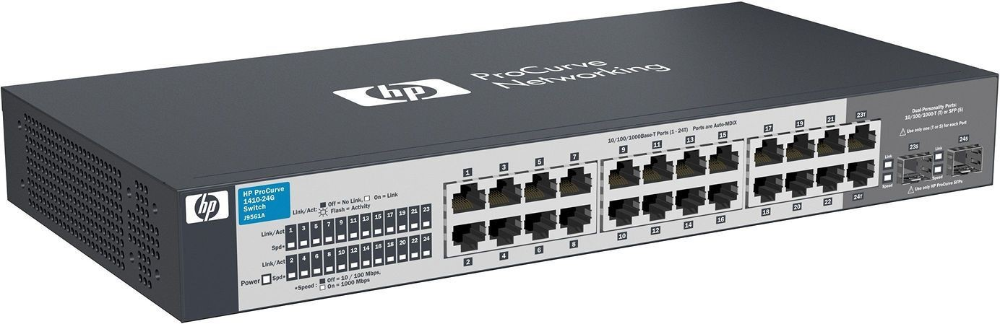 hp
ProCurve
Networking
Dual-Personality Ports:
10/100/1000-T (T) or SFP (S)
Use only one (T or S) for each Port
10/100/1000Base-T Ports (1 - 24T) Ports are Auto-MDIX
1 3 5 7 9 11 13 15 17 19 21 23T
23S 24S
Link Link
Speed Speed
Use only HP ProCurve SFPs
2 4 6 8 10 12 14 16 18 20 22 24T
hp
HP ProCurve
1410-24G
Switch
J9561A
Link/Act: Off = No Link, On = Link
Flash = Activity
Link/Act 1 3 5 7 9 11 13 15 17 19 21 23
Spd*
Link/Act 2 4 6 8 10 12 14 16 18 20 22 24
Power Spd*
*Speed: Off = 10 / 100 Mbps,
On = 1000 Mbps